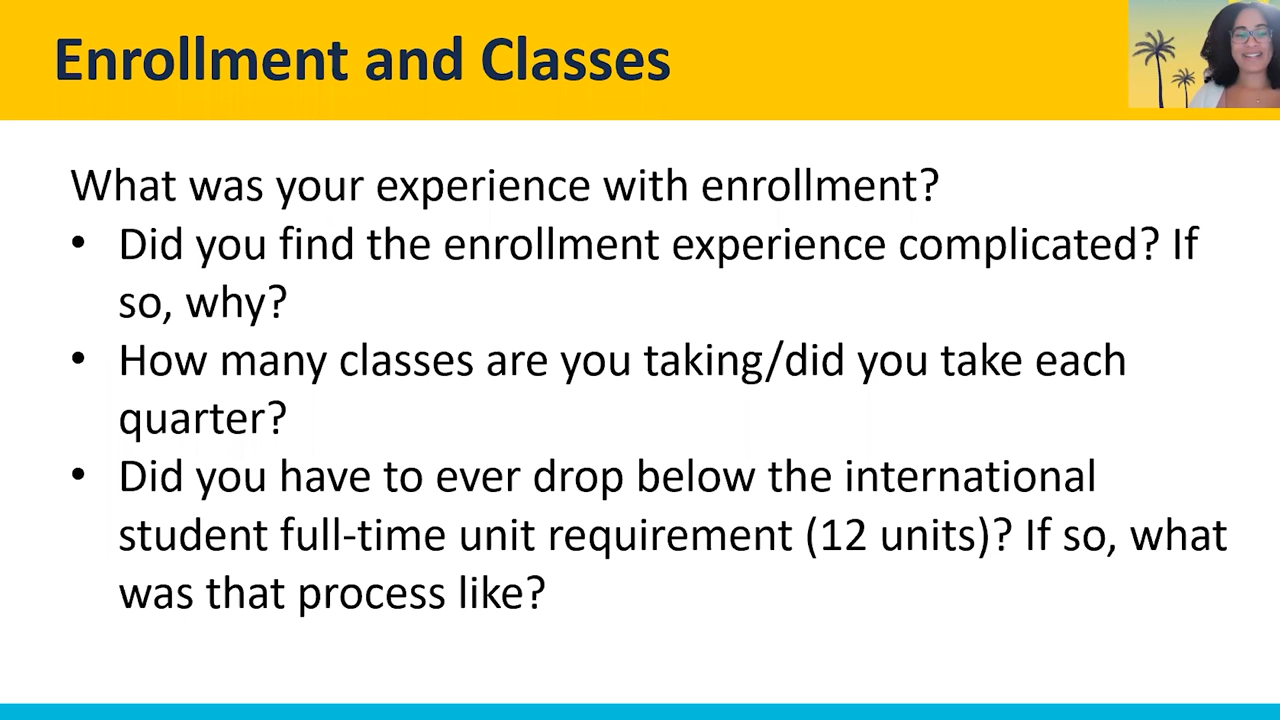 Enrollment and Classes
What was your experience with enrollment?
• Did you find the enrollment experience complicated? If
so, why?
• How many classes are you taking/did you take each
quarter?
• Did you have to ever drop below the international
student full-time unit requirement (12 units)? If so, what
was that process like?